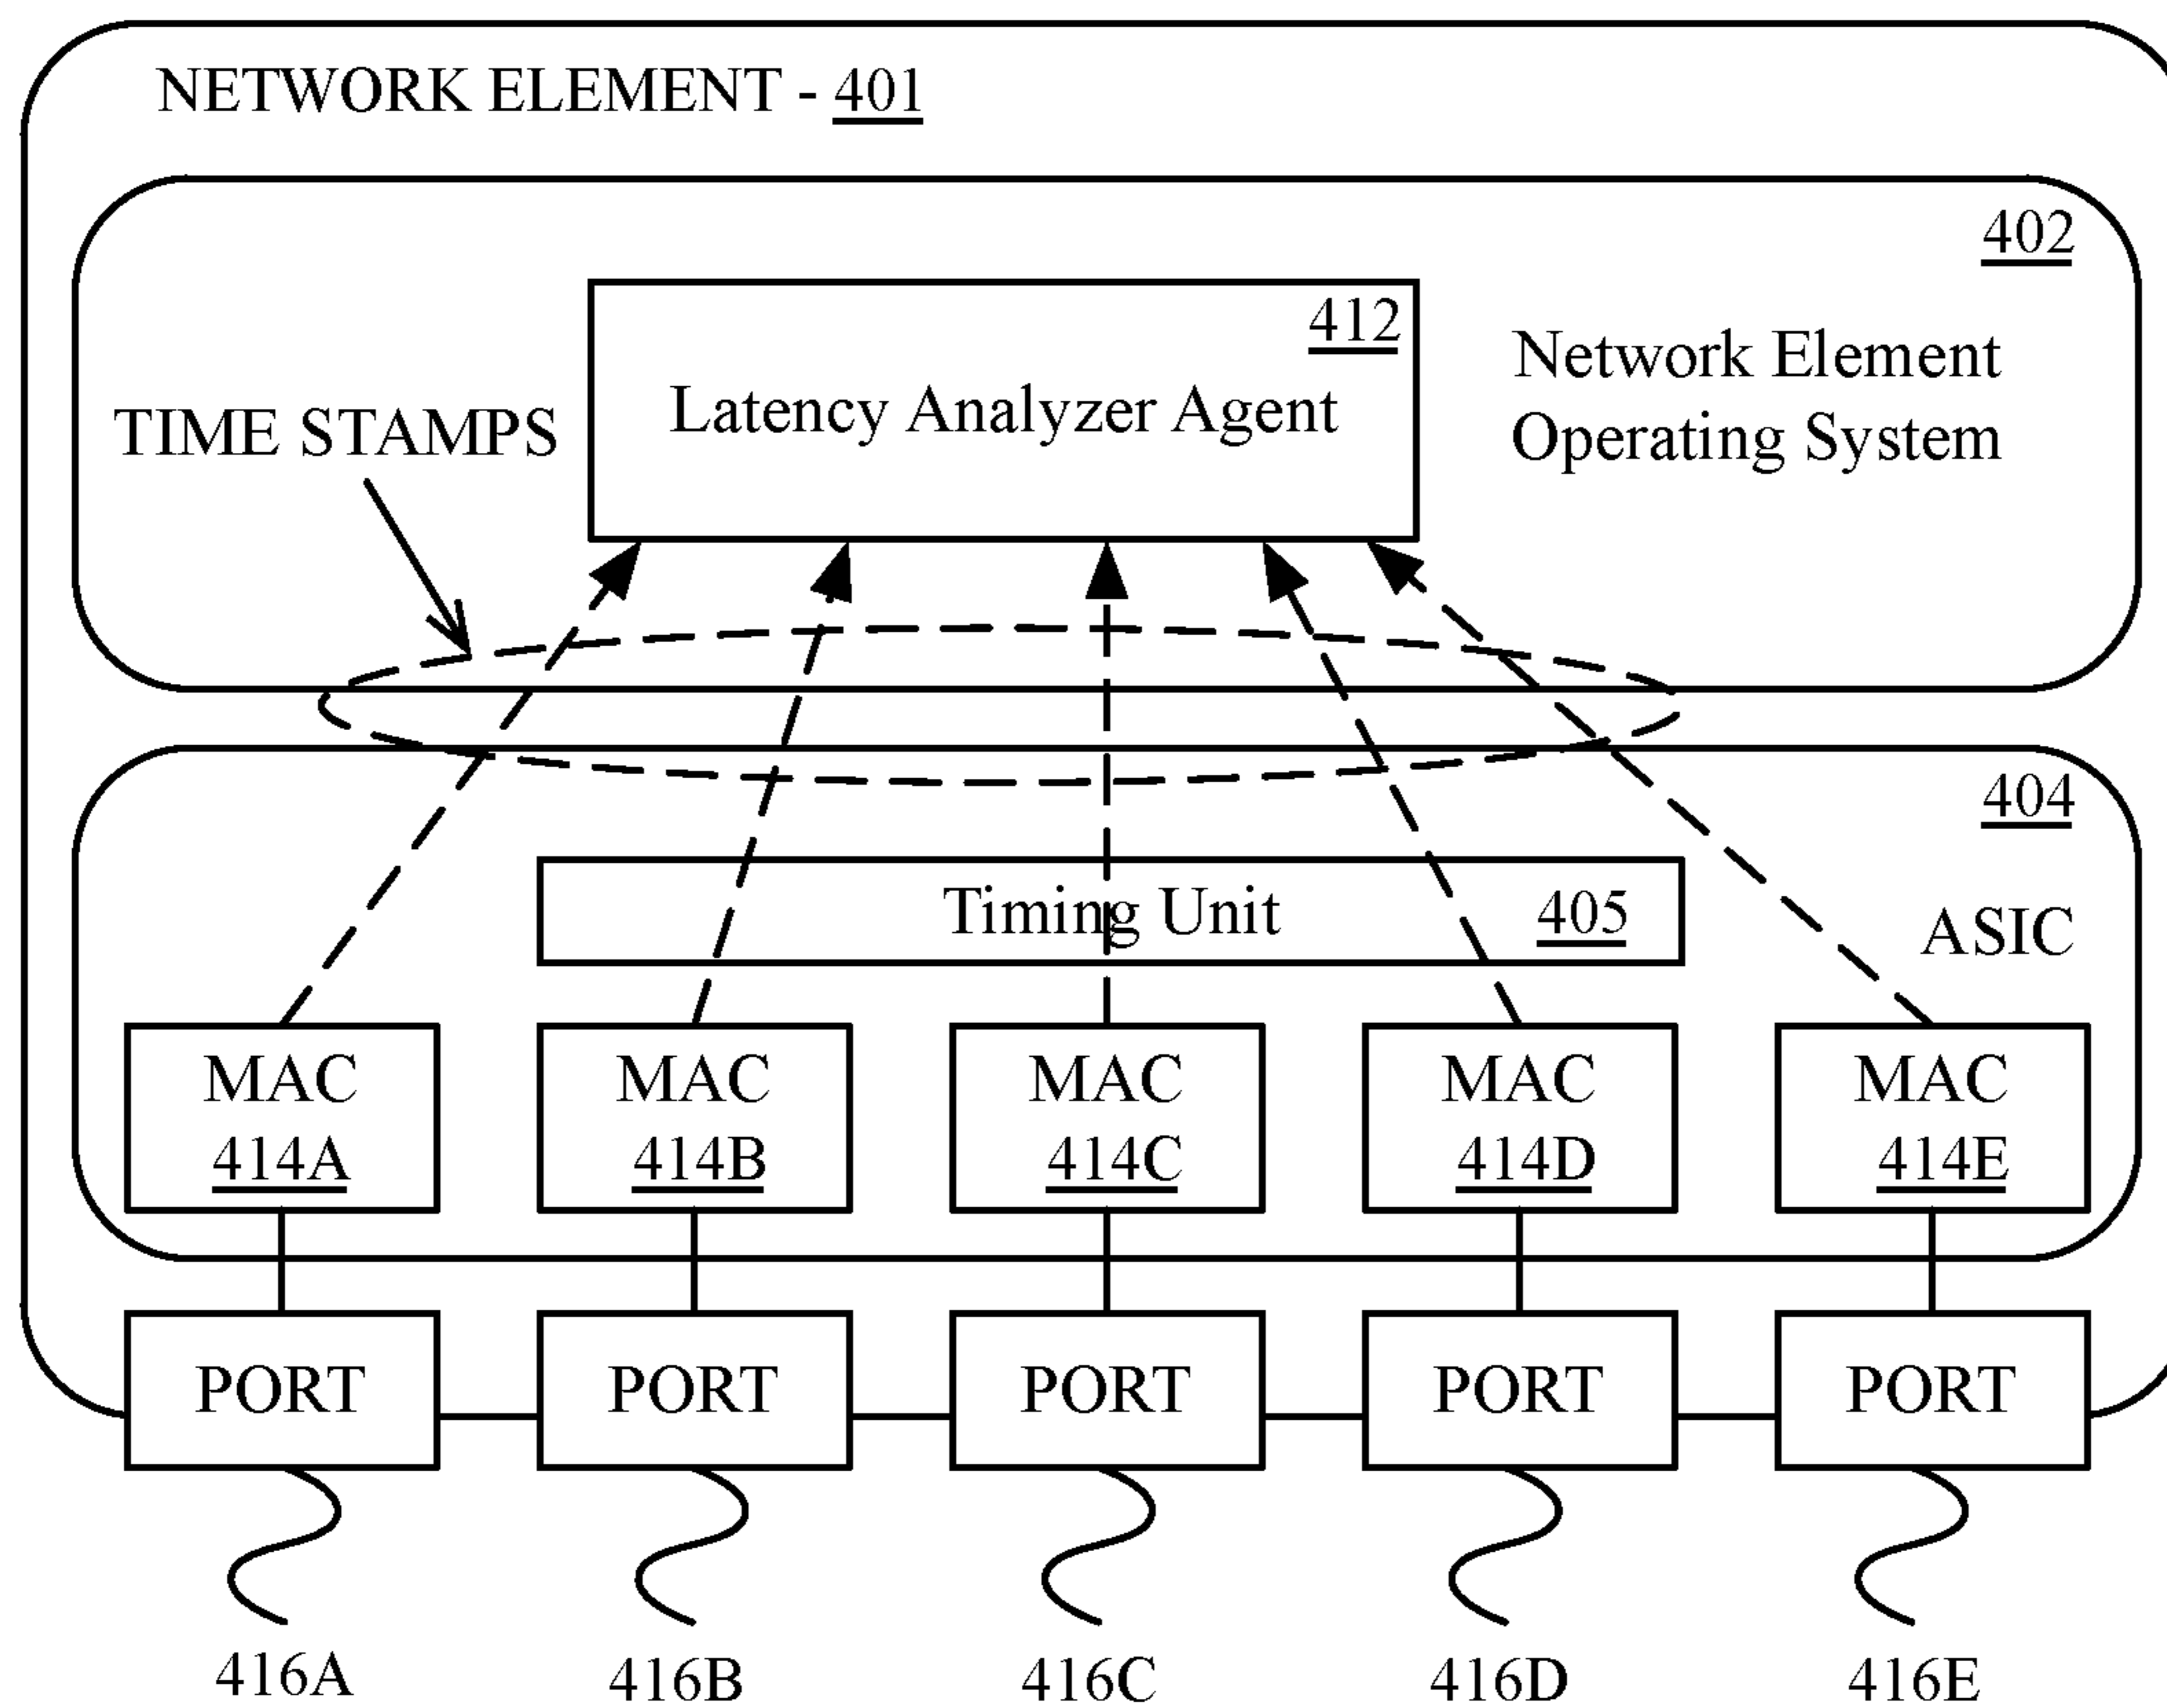 NETWORK ELEMENT - 401
402
412
Latency Analyzer Agent
Network Element
Operating System
TIME STAMPS
404
Timing Unit 405
ASIC
MAC MAC MAC MAC MAC
414A 414B 414C 414D 414E
PORT PORT PORT PORT PORT
416A 416B 416C 416D 416E